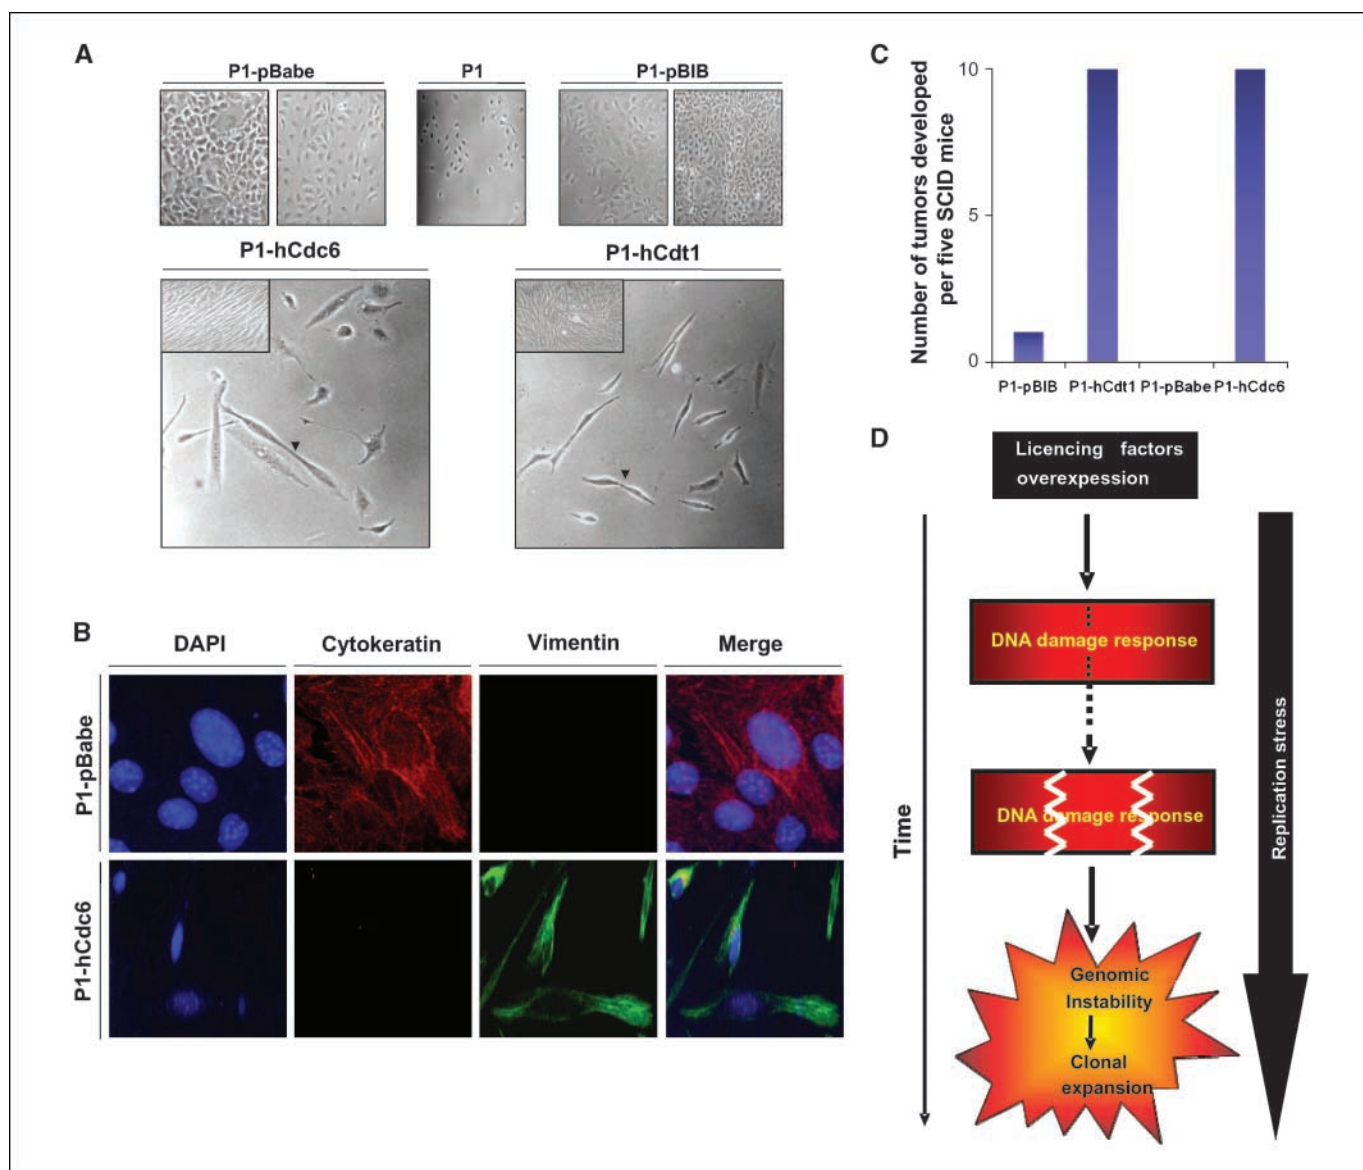 A
P1-pBabe
P1
P1-pBIB
P1-hCdc6
P1-hCdt1
B
DAPI
Cytokeratin
Vimentin
Merge
P1-pBabe
P1-hCdc6
C
Number of tumors developed
per five SCID mice
10
5
0
P1-pBIB
P1-hCdt1
P1-pBabe
P1-hCdc6
D
Licencing factors
overexpession
DNA damage response
DNA damage response
Genomic
Instability
Clonal
expansion
Time
Replication stress